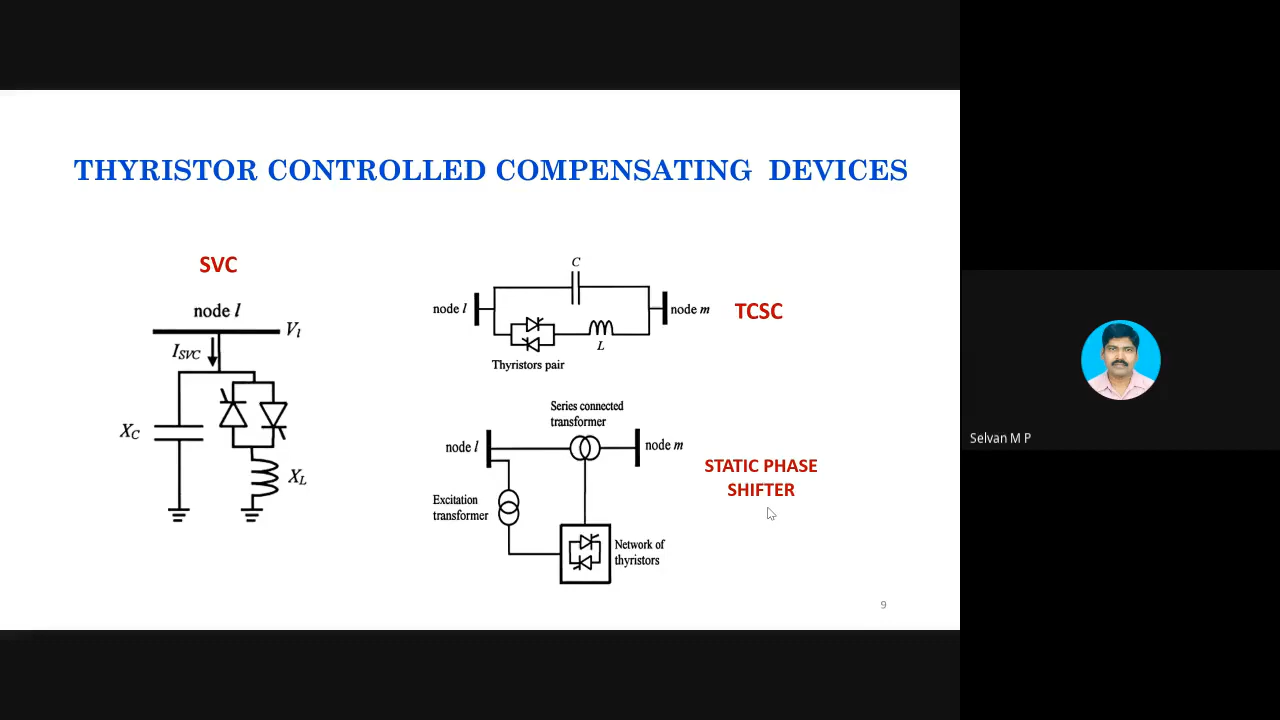 THYRISTOR CONTROLLED COMPENSATING DEVICES
SVC
node l
V_l
I_SVC
X_C
X_L
C
node l
node m
L
Thyristors pair
TCSC
Series connected
transformer
node l
node m
Excitation
transformer
Network of
thyristors
STATIC PHASE
SHIFTER
9
Selvan M P